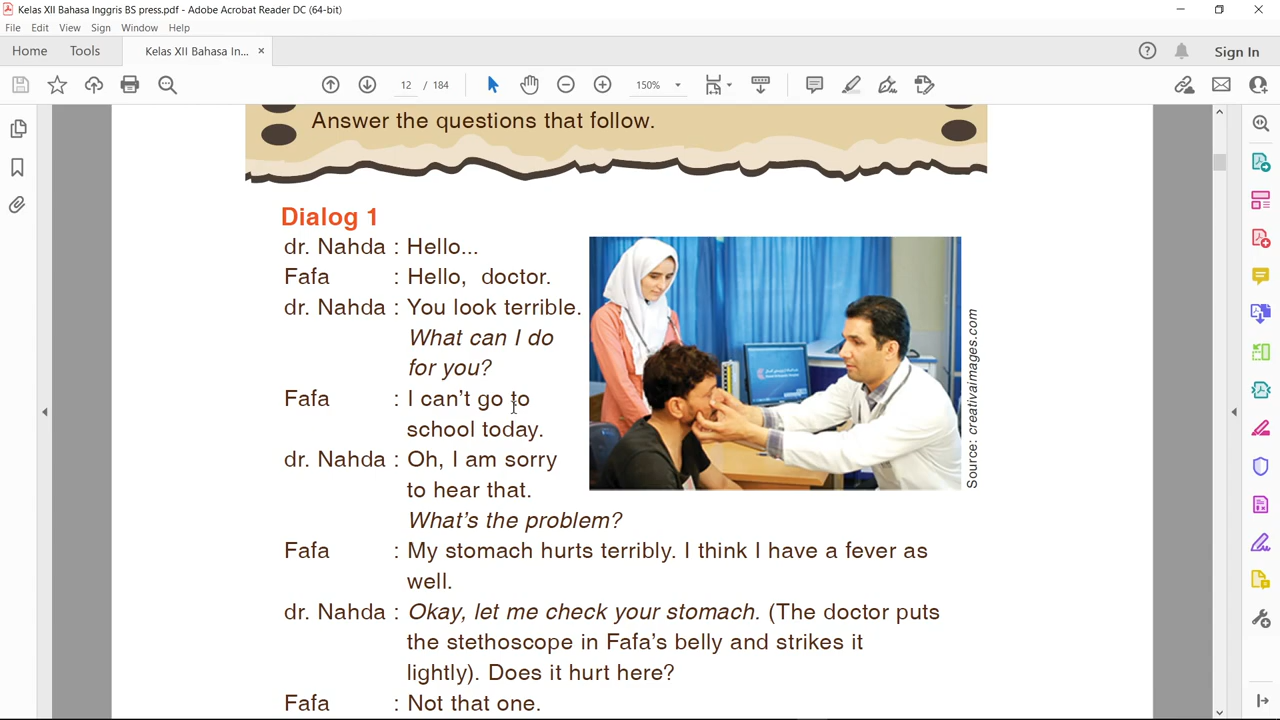 Kelas XII Bahasa Inggris BS press.pdf - Adobe Acrobat Reader DC (64-bit)
File Edit View Sign Window Help
Home Tools Kelas XII Bahasa In... × Sign In
12 / 184 150%
Answer the questions that follow.
Dialog 1
dr. Nahda : Hello...
Fafa : Hello, doctor.
dr. Nahda : You look terrible.
What can I do
for you?
Fafa : I can't go to
school today.
dr. Nahda : Oh, I am sorry
to hear that.
What's the problem?
Source: creativaimages.com
Fafa : My stomach hurts terribly. I think I have a fever as
well.
dr. Nahda : Okay, let me check your stomach. (The doctor puts
the stethoscope in Fafa's belly and strikes it
lightly). Does it hurt here?
Fafa : Not that one.